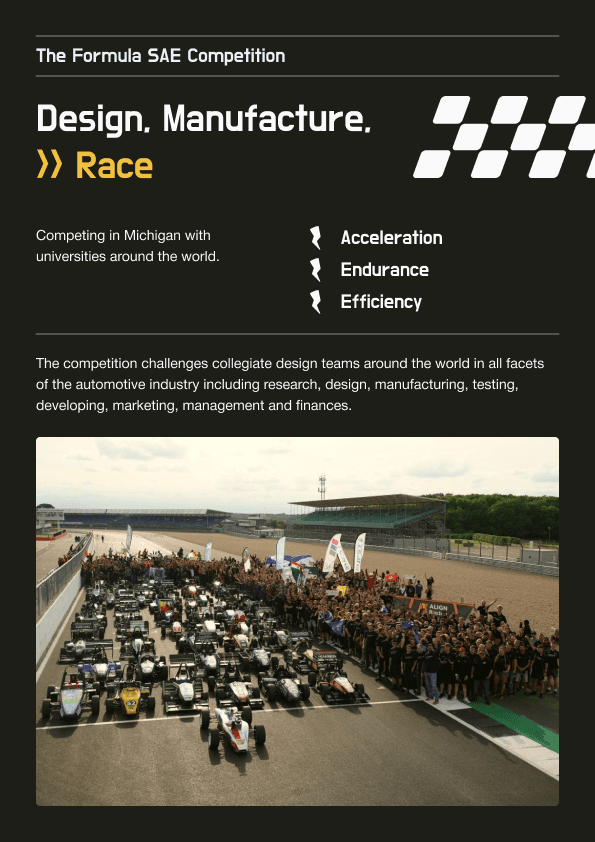 The Formula SAE Competition
Design, Manufacture,
Race
Competing in Michigan with
universities around the world.
Acceleration
Endurance
Efficiency
The competition challenges collegiate design teams around the world in all facets
of the automotive industry including research, design, manufacturing, testing,
developing, marketing, management and finances.
ALIGN